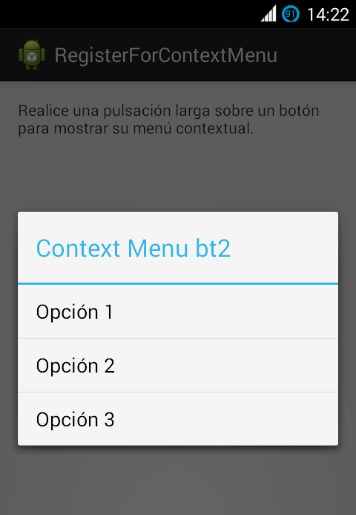 91 14:22
RegisterForContextMenu
Realice una pulsación larga sobre un botón
para mostrar su menú contextual.
Context Menu bt2
Opción 1
Opción 2
Opción 3